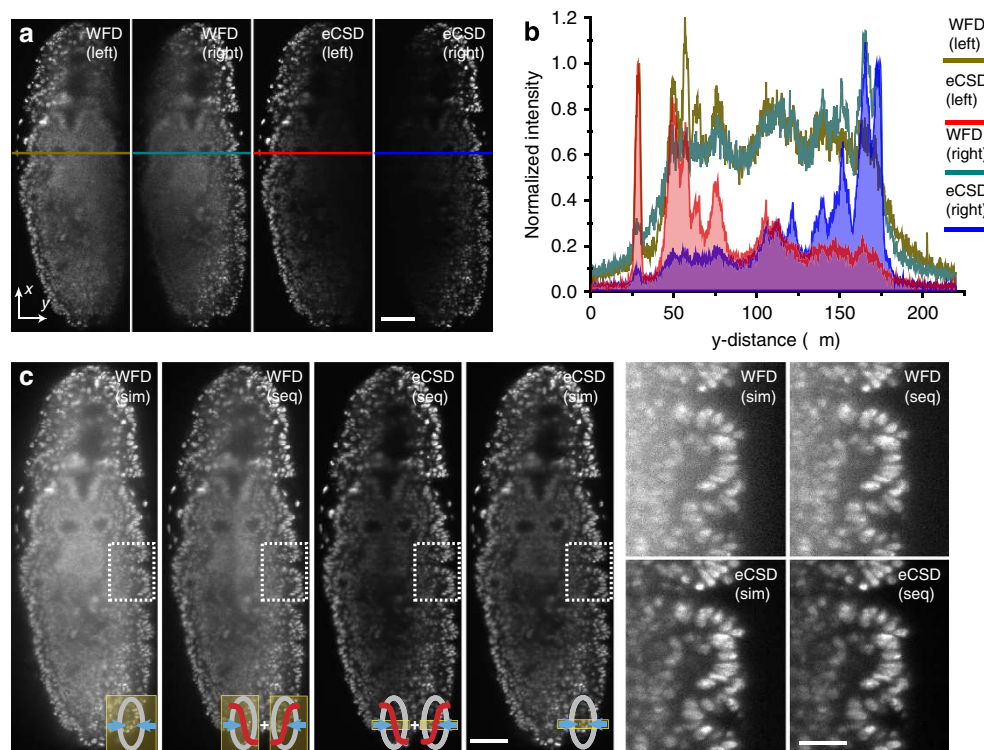 a
WFD
(left)
WFD
(right)
eCSD
(left)
eCSD
(right)
x
y
b
1.2
1.0
0.8
0.6
0.4
0.2
0.0
0
50
100
150
200
Normalized intensity
y-distance ( m)
WFD
(left)
eCSD
(left)
WFD
(right)
eCSD
(right)
c
WFD
(sim)
WFD
(seq)
eCSD
(seq)
eCSD
(sim)
+
+
WFD
(sim)
WFD
(seq)
eCSD
(sim)
eCSD
(seq)